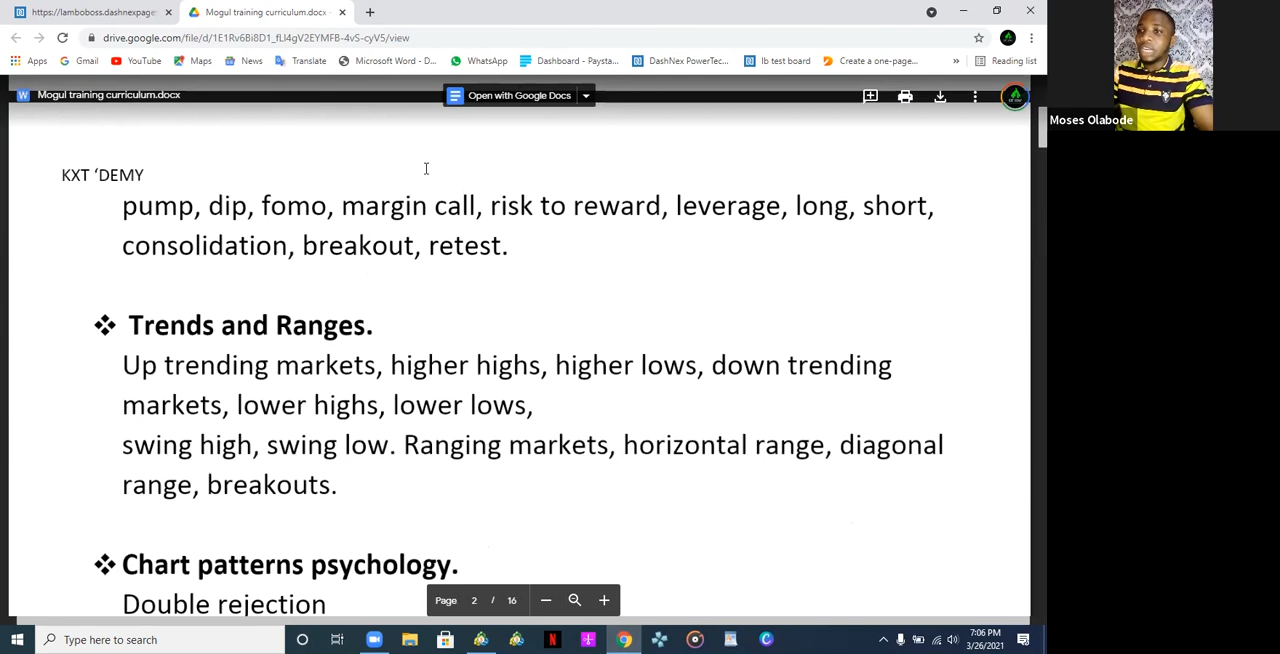 https://lamboboss.dashnexpage
Mogul training curriculum.docx -
drive.google.com/file/d/1E1Rv6Bi8D1_fLl4gV2EYMFB-4vS-cyV5/view
Apps
Gmail
YouTube
Maps
News
Translate
Microsoft Word - D...
WhatsApp
Dashboard - Paysta...
DashNex PowerTec...
Ib test board
Create a one-page...
»
Reading list
W
Mogul training curriculum.docx
Open with Google Docs
Moses Olabode
KXT ‘DEMY
pump, dip, fomo, margin call, risk to reward, leverage, long, short,
consolidation, breakout, retest.
❖ Trends and Ranges.
Up trending markets, higher highs, higher lows, down trending
markets, lower highs, lower lows,
swing high, swing low. Ranging markets, horizontal range, diagonal
range, breakouts.
❖ Chart patterns psychology.
Double rejection
Page 2 / 16
Type here to search
7:06 PM
3/26/2021